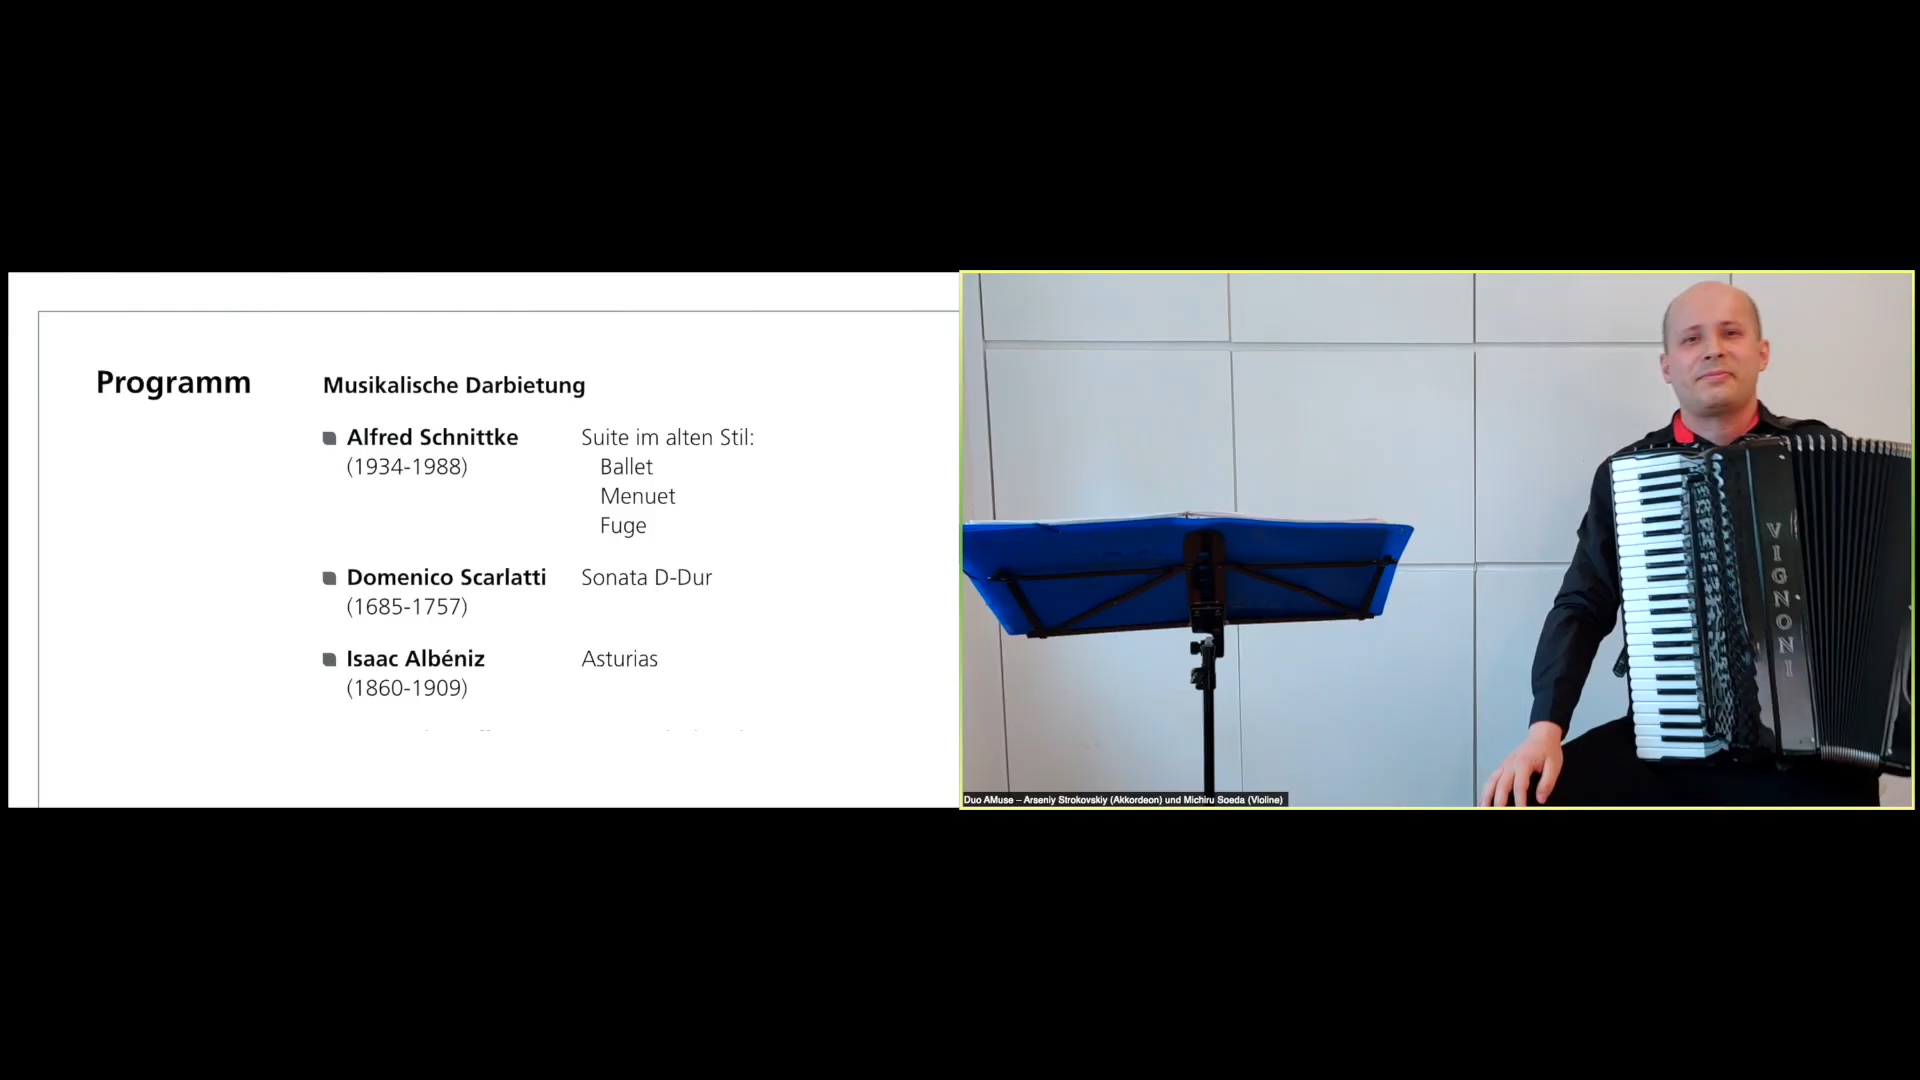 Programm
Musikalische Darbietung
Alfred Schnittke
Suite im alten Stil:
(1934-1988)
Ballet
Menuet
Fuge
Domenico Scarlatti
Sonata D-Dur
(1685-1757)
Isaac Albéniz
Asturias
(1860-1909)
VIGNONI
Duo AMuse – Arseniy Strokovskiy (Akkordeon) und Michiru Soeda (Violine)